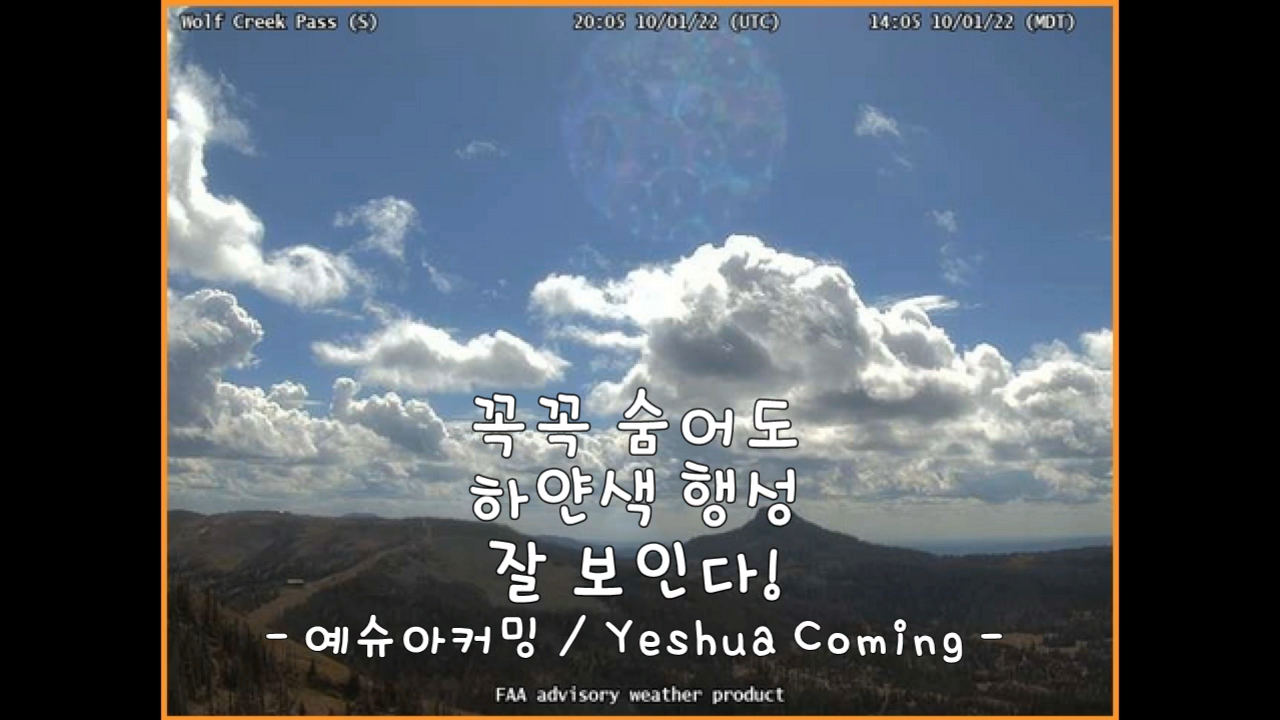 Wolf Creek Pass (S) 20:05 10/01/22 (UTC) 14:05 10/01/22 (MDT)
꼭꼭 숨어도
하얀색 행성
잘 보인다!
- 예슈아커밍 / Yeshua Coming -
FAA advisory weather product